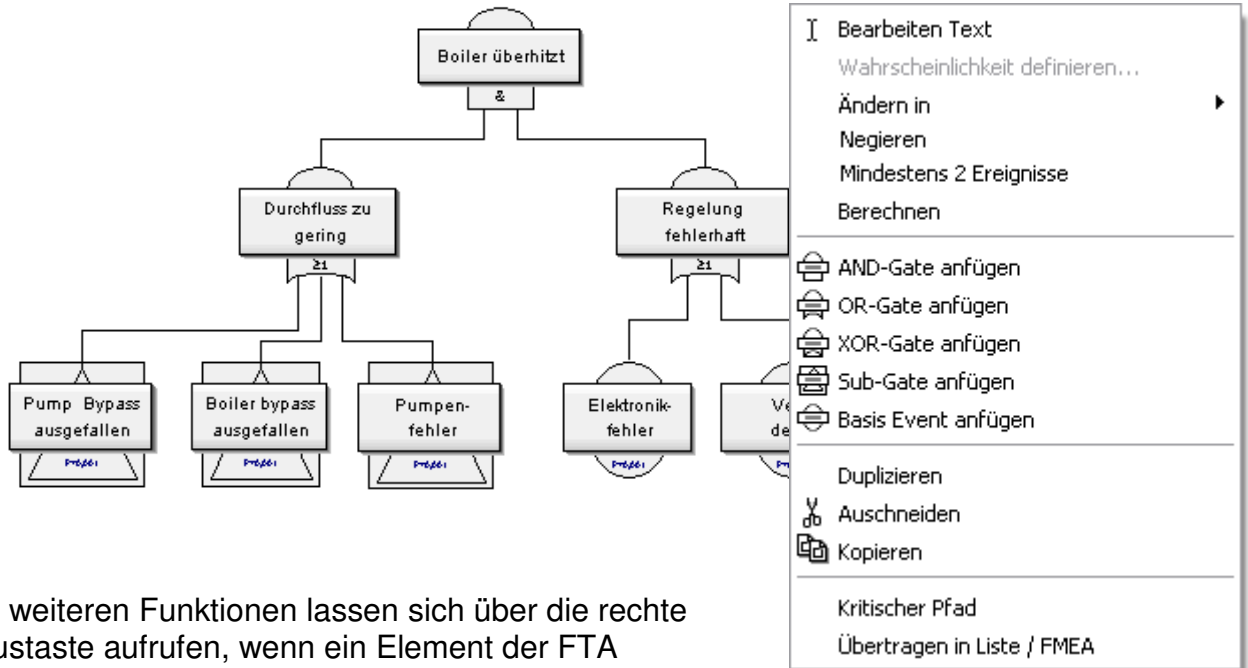 Boiler überhitzt
&
Durchfluss zu
gering
≥1
Regelung
fehlerhaft
≥1
Pump Bypass
ausgefallen
Boiler bypass
ausgefallen
Pumpen-
fehler
Elektronik-
fehler
Ve
de
Bearbeiten Text
Wahrscheinlichkeit definieren...
Ändern in
Negieren
Mindestens 2 Ereignisse
Berechnen
AND-Gate anfügen
OR-Gate anfügen
XOR-Gate anfügen
Sub-Gate anfügen
Basis Event anfügen
Duplizieren
Auschneiden
Kopieren
Kritischer Pfad
Übertragen in Liste / FMEA
weiteren Funktionen lassen sich über die rechte
ustaste aufrufen, wenn ein Element der FTA